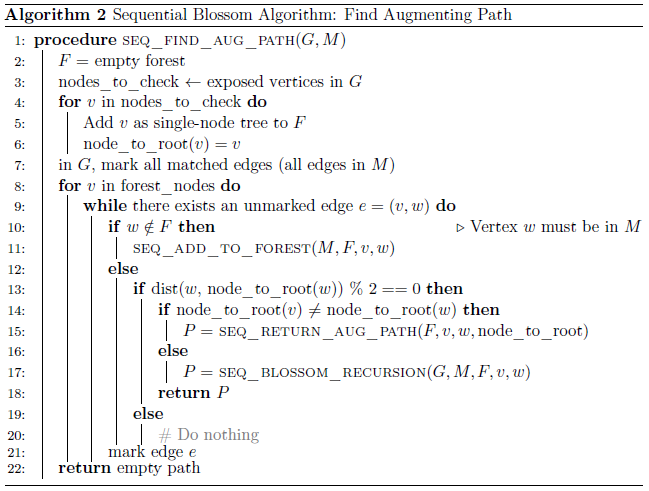 Algorithm 2 Sequential Blossom Algorithm: Find Augmenting Path
1: procedure SEQ_FIND_AUG_PATH(G, M)
2: F = empty forest
3: nodes_to_check ← exposed vertices in G
4: for v in nodes_to_check do
5: Add v as single-node tree to F
6: node_to_root(v) = v
7: in G, mark all matched edges (all edges in M)
8: for v in forest_nodes do
9: while there exists an unmarked edge e = (v, w) do
10: if w ∉ F then ▷ Vertex w must be in M
11: SEQ_ADD_TO_FOREST(M, F, v, w)
12: else
13: if dist(w, node_to_root(w)) % 2 == 0 then
14: if node_to_root(v) ≠ node_to_root(w) then
15: P = SEQ_RETURN_AUG_PATH(F, v, w, node_to_root)
16: else
17: P = SEQ_BLOSSOM_RECURSION(G, M, F, v, w)
18: return P
19: else
20: # Do nothing
21: mark edge e
22: return empty path